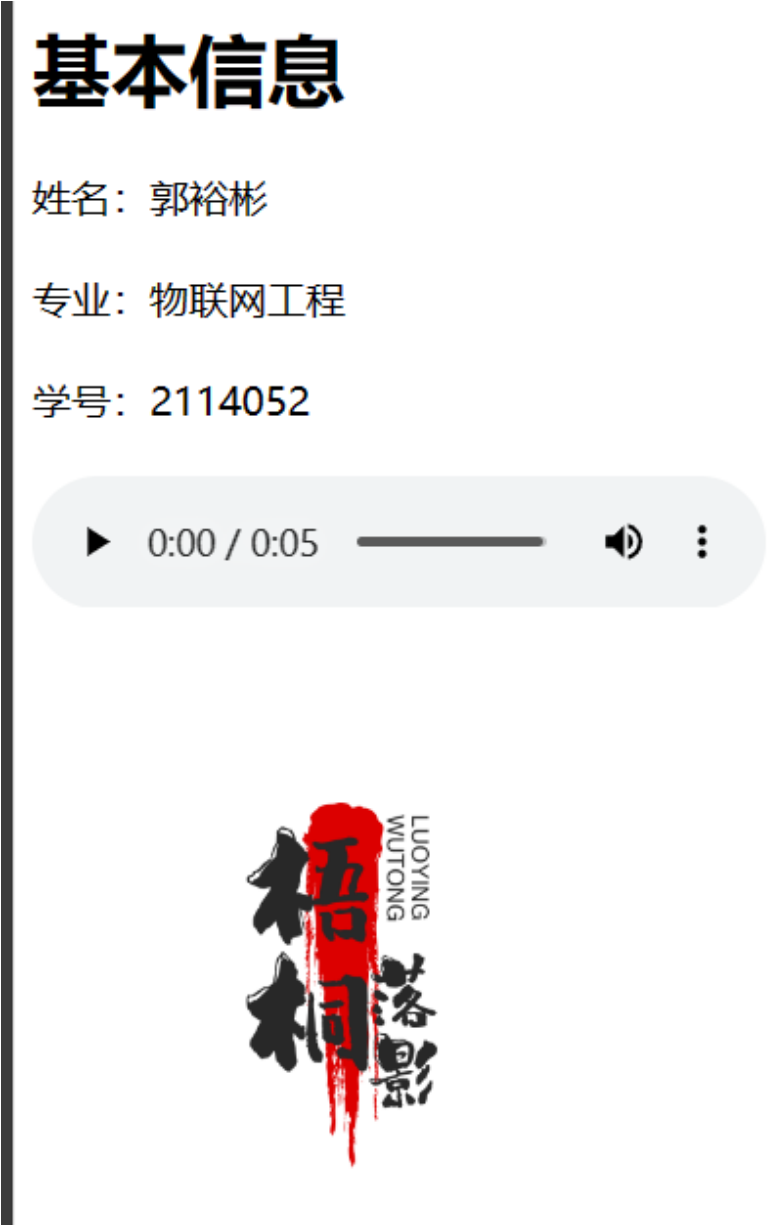 基本信息
姓名：郭裕彬
专业：物联网工程
学号：2114052
0:00 / 0:05
梧桐
落影
LUOYING
WUTONG